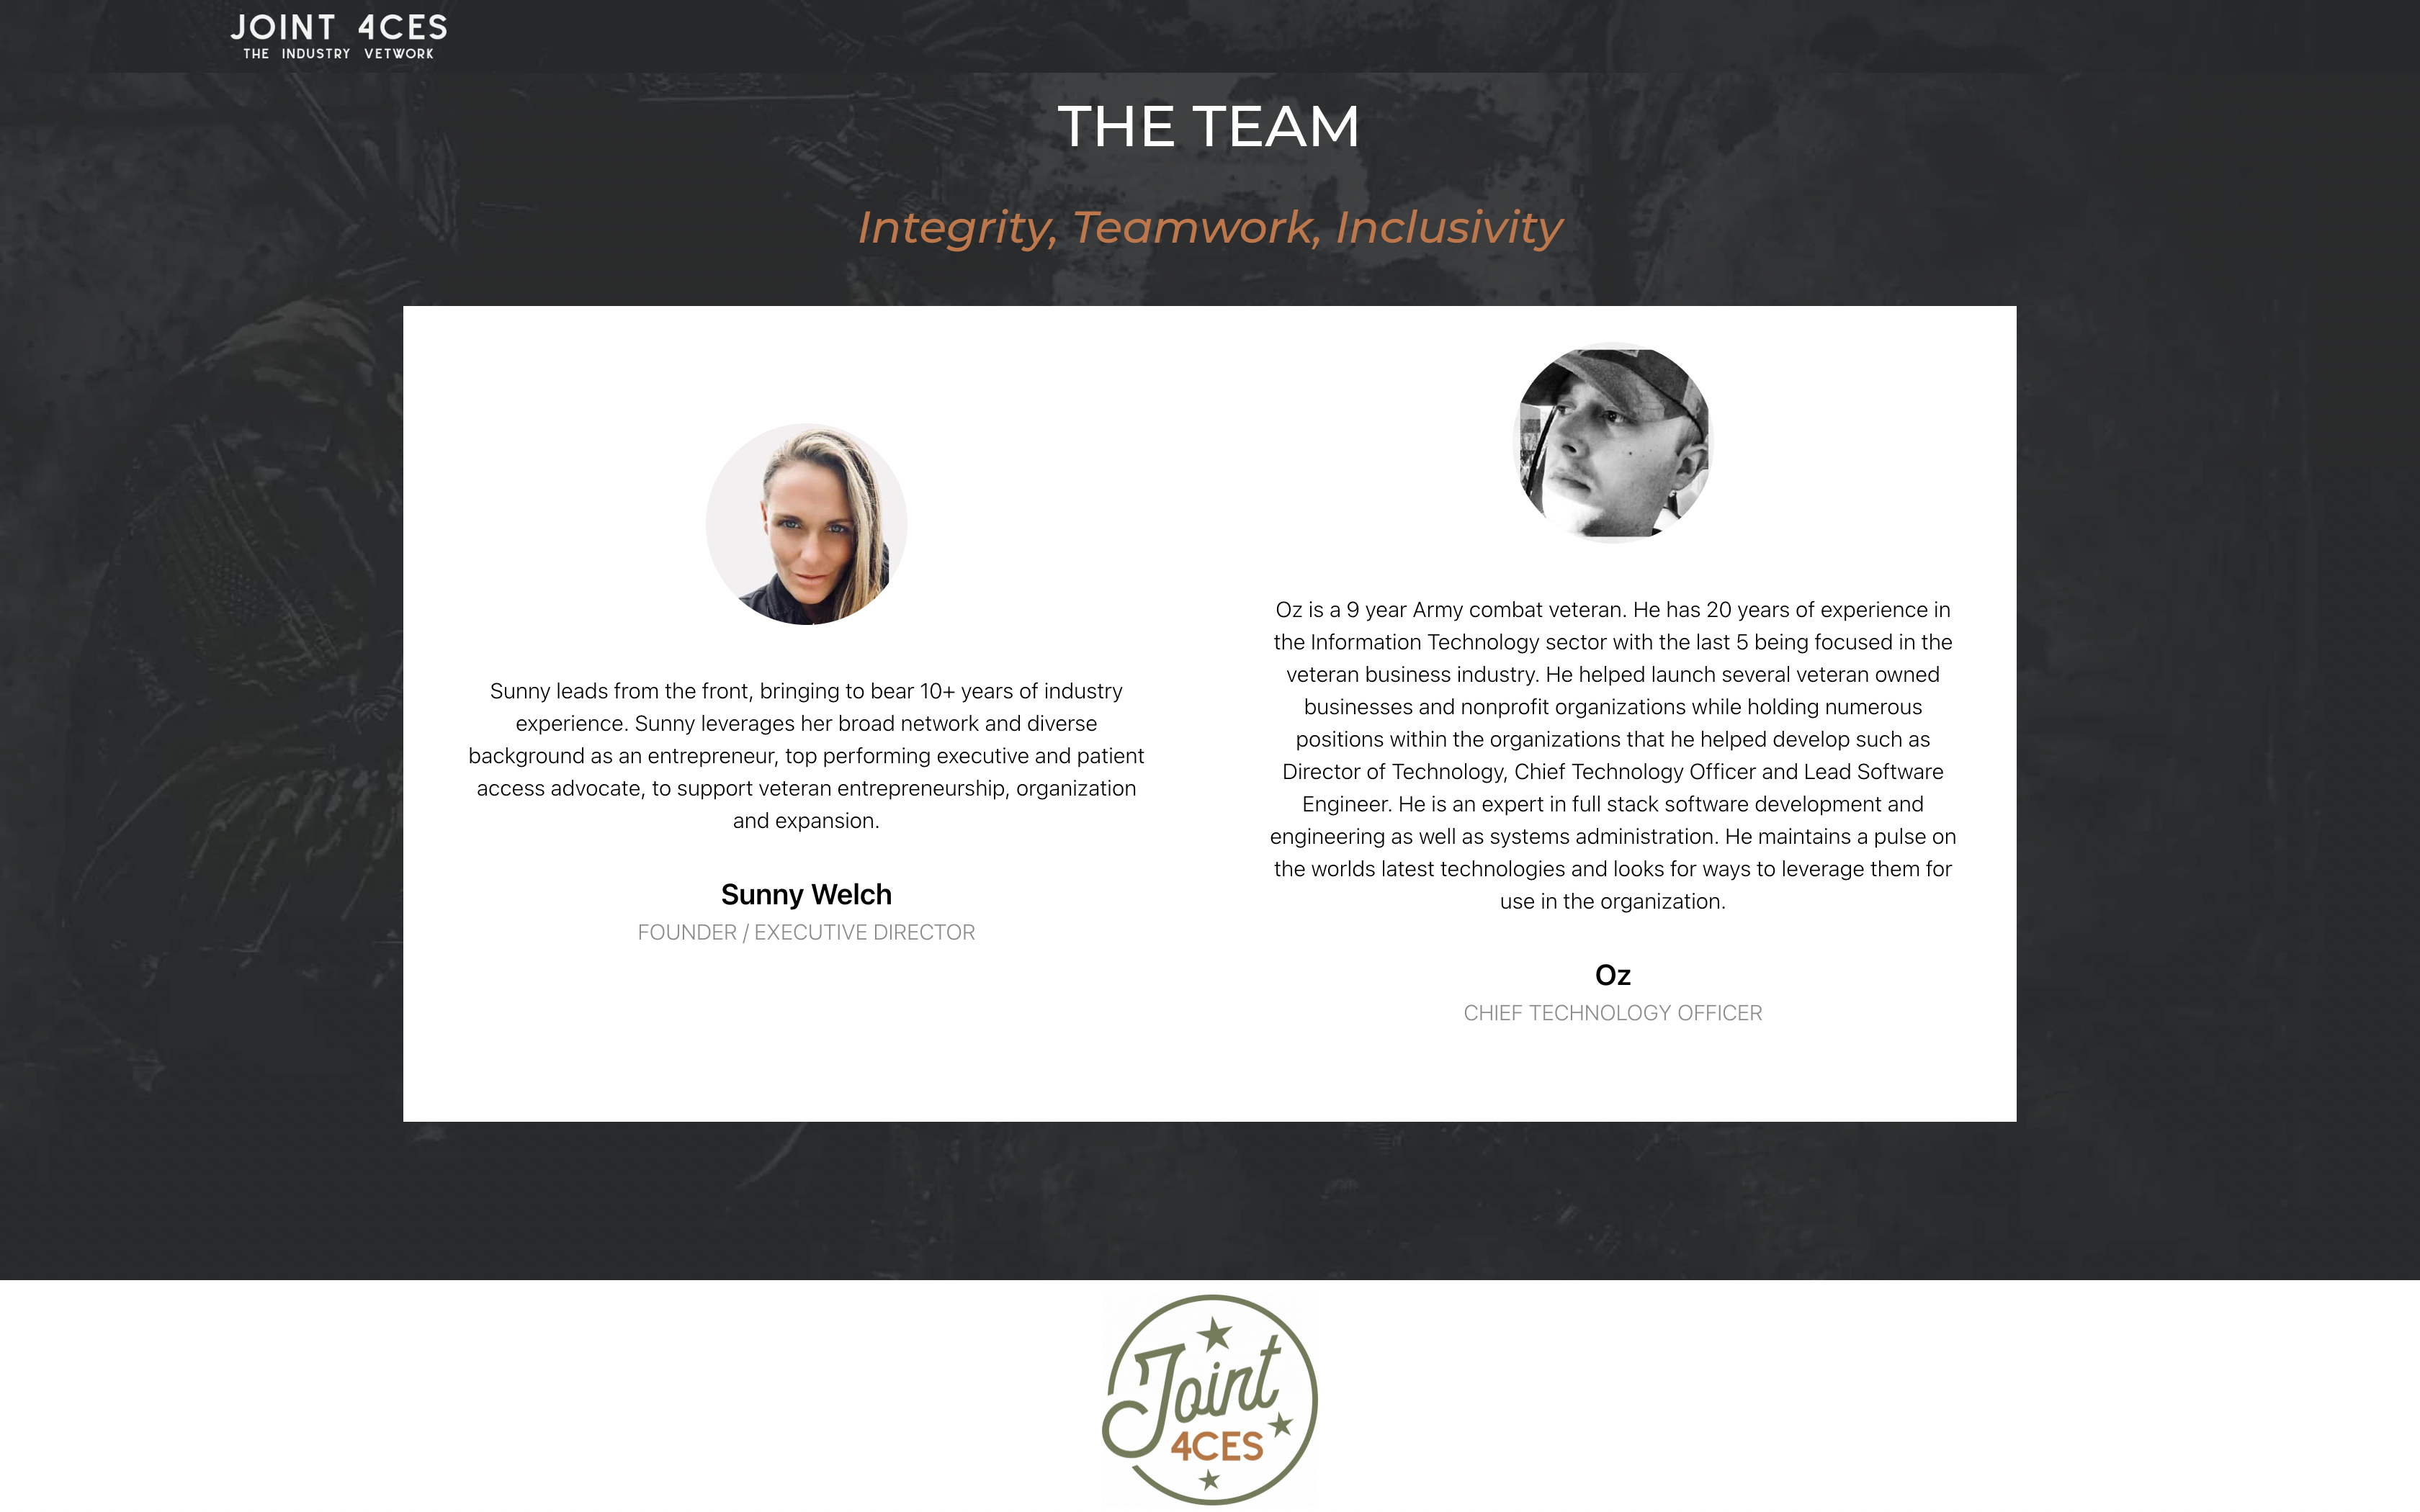 JOINT 4CES
THE INDUSTRY VETWORK
THE TEAM
Integrity, Teamwork, Inclusivity
Sunny leads from the front, bringing to bear 10+ years of industry
experience. Sunny leverages her broad network and diverse
background as an entrepreneur, top performing executive and patient
access advocate, to support veteran entrepreneurship, organization
and expansion.
Sunny Welch
FOUNDER / EXECUTIVE DIRECTOR
Oz is a 9 year Army combat veteran. He has 20 years of experience in
the Information Technology sector with the last 5 being focused in the
veteran business industry. He helped launch several veteran owned
businesses and nonprofit organizations while holding numerous
positions within the organizations that he helped develop such as
Director of Technology, Chief Technology Officer and Lead Software
Engineer. He is an expert in full stack software development and
engineering as well as systems administration. He maintains a pulse on
the worlds latest technologies and looks for ways to leverage them for
use in the organization.
Oz
CHIEF TECHNOLOGY OFFICER
Joint
4CES